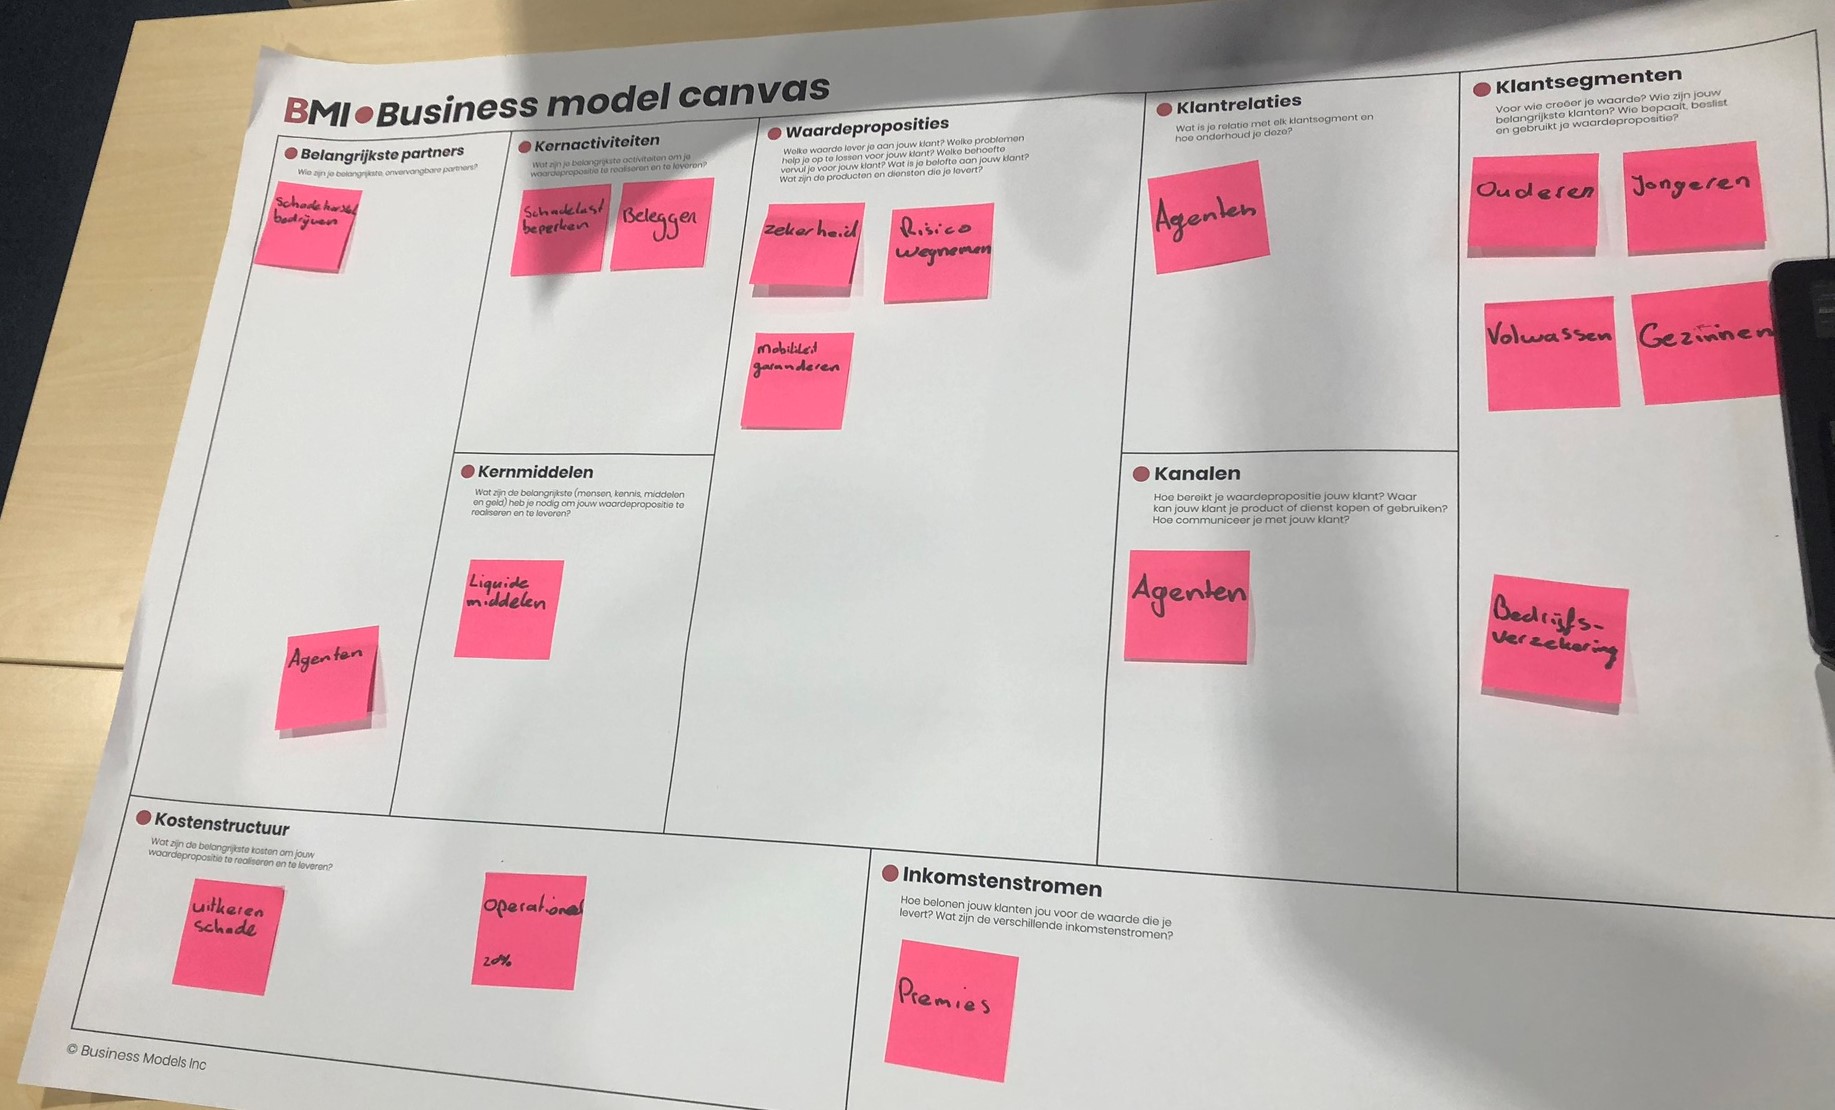 BMI Business model canvas
Belangrijkste partners
Wie zijn je belangrijkste, onvervangbare partners?
Schade herstel
bedrijven
Agenten
Kernactiviteiten
Wat zijn je belangrijkste activiteiten om je
waardepropositie te realiseren en te leveren?
Schadelast
beperken
Beleggen
Kernmiddelen
Wat zijn de belangrijkste (mensen, kennis, middelen
en geld) heb je nodig om jouw waardepropositie te
realiseren en te leveren?
Liquide
middelen
Waardeproposities
Welke waarde lever je aan jouw klant? Welke problemen
help je op te lossen voor jouw klant? Welke behoefte
vervul je voor jouw klant? Wat is je belofte aan jouw klant?
Wat zijn de producten en diensten die je levert?
zekerheid
Risico
wegnemen
Mobiliteit
garanderen
Klantrelaties
Wat is je relatie met elk klantsegment en
hoe onderhoud je deze?
Agenten
Kanalen
Hoe bereikt je waardepropositie jouw klant? Waar
kan jouw klant je product of dienst kopen of gebruiken?
Hoe communiceer je met jouw klant?
Agenten
Klantsegmenten
Voor wie creëer je waarde? Wie zijn jouw
belangrijkste klanten? Wie bepaalt, beslist
en gebruikt je waardepropositie?
Ouderen
Jongeren
Volwassen
Gezinnen
Bedrijfs-
verzekering
Kostenstructuur
Wat zijn de belangrijkste kosten om jouw
waardepropositie te realiseren en te leveren?
uitkeren
schade
operationeel
20%
Inkomstenstromen
Hoe belonen jouw klanten jou voor de waarde die je
levert? Wat zijn de verschillende inkomstenstromen?
Premies
© Business Models Inc